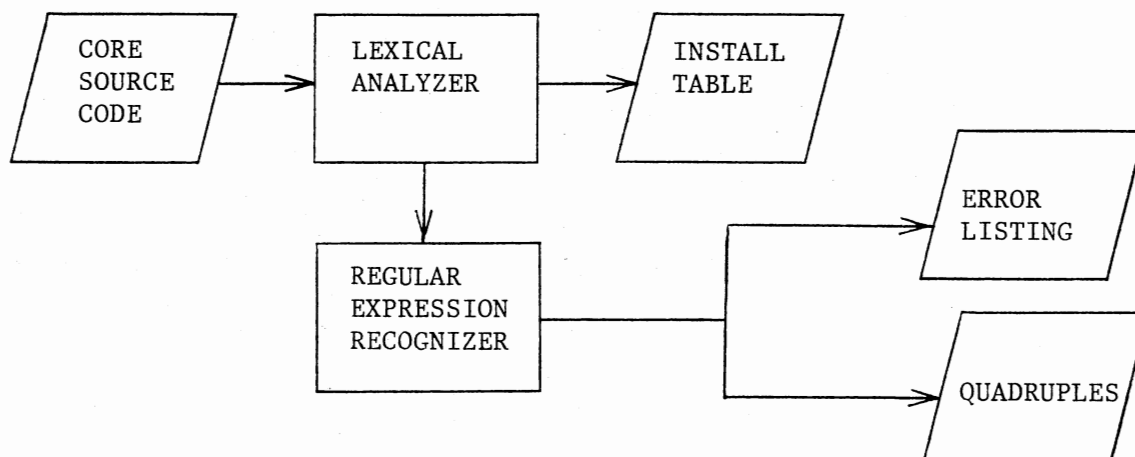 CORE
SOURCE
CODE
LEXICAL
ANALYZER
INSTALL
TABLE
ERROR
LISTING
REGULAR
EXPRESSION
RECOGNIZER
QUADRUPLES